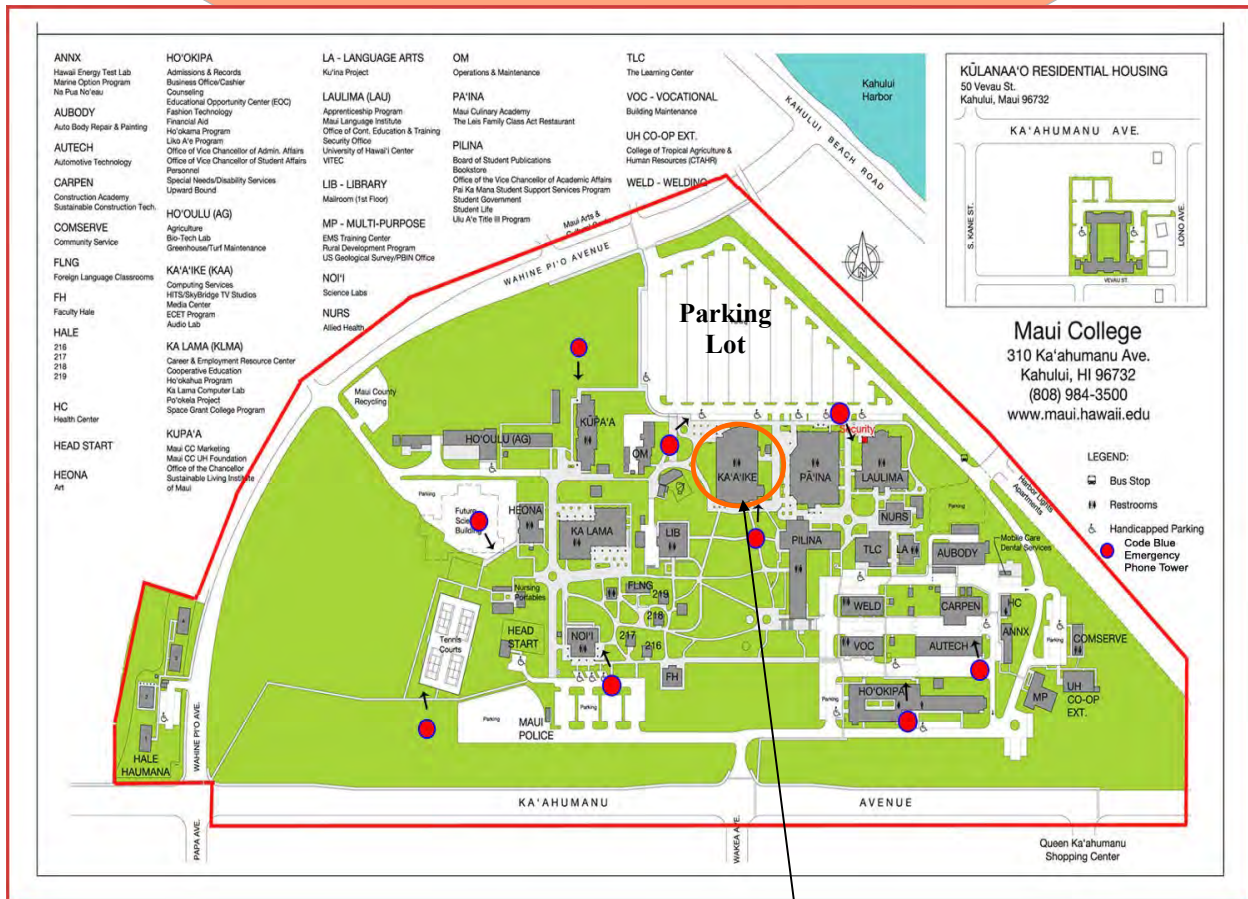 ANNX
Hawaii Energy Test Lab
Marine Option Program
Na Pua No'eau
AUBODY
Auto Body Repair & Painting
AUTECH
Automotive Technology
CARPEN
Construction Academy
Sustainable Construction Tech.
COMSERVE
Community Service
FLNG
Foreign Language Classrooms
FH
Faculty Hale
HALE
216
217
218
219
HC
Health Center
HEAD START
HEONA
Art
HO'OKIPA
Admissions & Records
Business Office/Cashier
Counseling
Educational Opportunity Center (EOC)
Fashion Technology
Financial Aid
Ho'okama Program
Liko A'e Program
Office of Vice Chancellor of Admin. Affairs
Office of Vice Chancellor of Student Affairs
Personnel
Special Needs/Disability Services
Upward Bound
HO'OULU (AG)
Agriculture
Bio-Tech Lab
Greenhouse/Turf Maintenance
KA'A'IKE (KAA)
Computing Services
HITS/SkyBridge TV Studios
Media Center
ECET Program
Audio Lab
KA LAMA (KLMA)
Career & Employment Resource Center
Cooperative Education
Ho'okahua Program
Ka Lama Computer Lab
Po'okela Project
Space Grant College Program
KUPA'A
Maui CC Marketing
Maui CC UH Foundation
Office of the Chancellor
Sustainable Living Institute
of Maui
LA - LANGUAGE ARTS
Ku'ina Project
LAULIMA (LAU)
Apprenticeship Program
Maui Language Institute
Office of Cont. Education & Training
Security Office
University of Hawai'i Center
VITEC
LIB - LIBRARY
Mailroom (1st Floor)
MP - MULTI-PURPOSE
EMS Training Center
Rural Development Program
US Geological Survey/PBIN Office
NOI'I
Science Labs
NURS
Allied Health
OM
Operations & Maintenance
PA'INA
Maui Culinary Academy
The Leis Family Class Act Restaurant
PILINA
Board of Student Publications
Bookstore
Office of the Vice Chancellor of Academic Affairs
Pai Ka Mana Student Support Services Program
Student Government
Student Life
Ulu A'e Title III Program
TLC
The Learning Center
VOC - VOCATIONAL
Building Maintenance
UH CO-OP EXT.
College of Tropical Agriculture &
Human Resources (CTAHR)
WELD - WELDING
Kahului
Harbor
KAHULUI BEACH ROAD
KŪLANAA'O RESIDENTIAL HOUSING
50 Vevau St.
Kahului, Maui 96732
KA'AHUMANU AVE.
S. KANE ST.
LONO AVE.
VEVAU ST.
Maui College
310 Ka'ahumanu Ave.
Kahului, HI 96732
(808) 984-3500
www.maui.hawaii.edu
LEGEND:
Bus Stop
Restrooms
Handicapped Parking
Code Blue
Emergency
Phone Tower
Maui Arts &
WAHINE PI'O AVENUE
Parking
Lot
Maui County
Recycling
KŪPA'A
HO'OULU (AG)
OM
KA'A'IKE
PĀ'INA
Security
LAULIMA
Harbor Lights
Apartments
Parking
Parking
Future
Science
Building
HEONA
KA LAMA
LIB
PILINA
NURS
TLC
LA
AUBODY
Mobile Care
Dental Services
Nursing
Portables
FLNG
219
218
217
216
WELD
CARPEN
HC
Tennis
Courts
HEAD
START
NOI'I
VOC
AUTECH
ANNX
Parking
COMSERVE
FH
HO'OKIPA
MP
UH
CO-OP
EXT.
Parking
Parking
Parking
MAUI
POLICE
HALE
HAUMANA
WAHINE PI'O AVE.
KA'AHUMANU AVENUE
PAPA AVE.
WAKEA AVE.
Queen Ka'ahumanu
Shopping Center